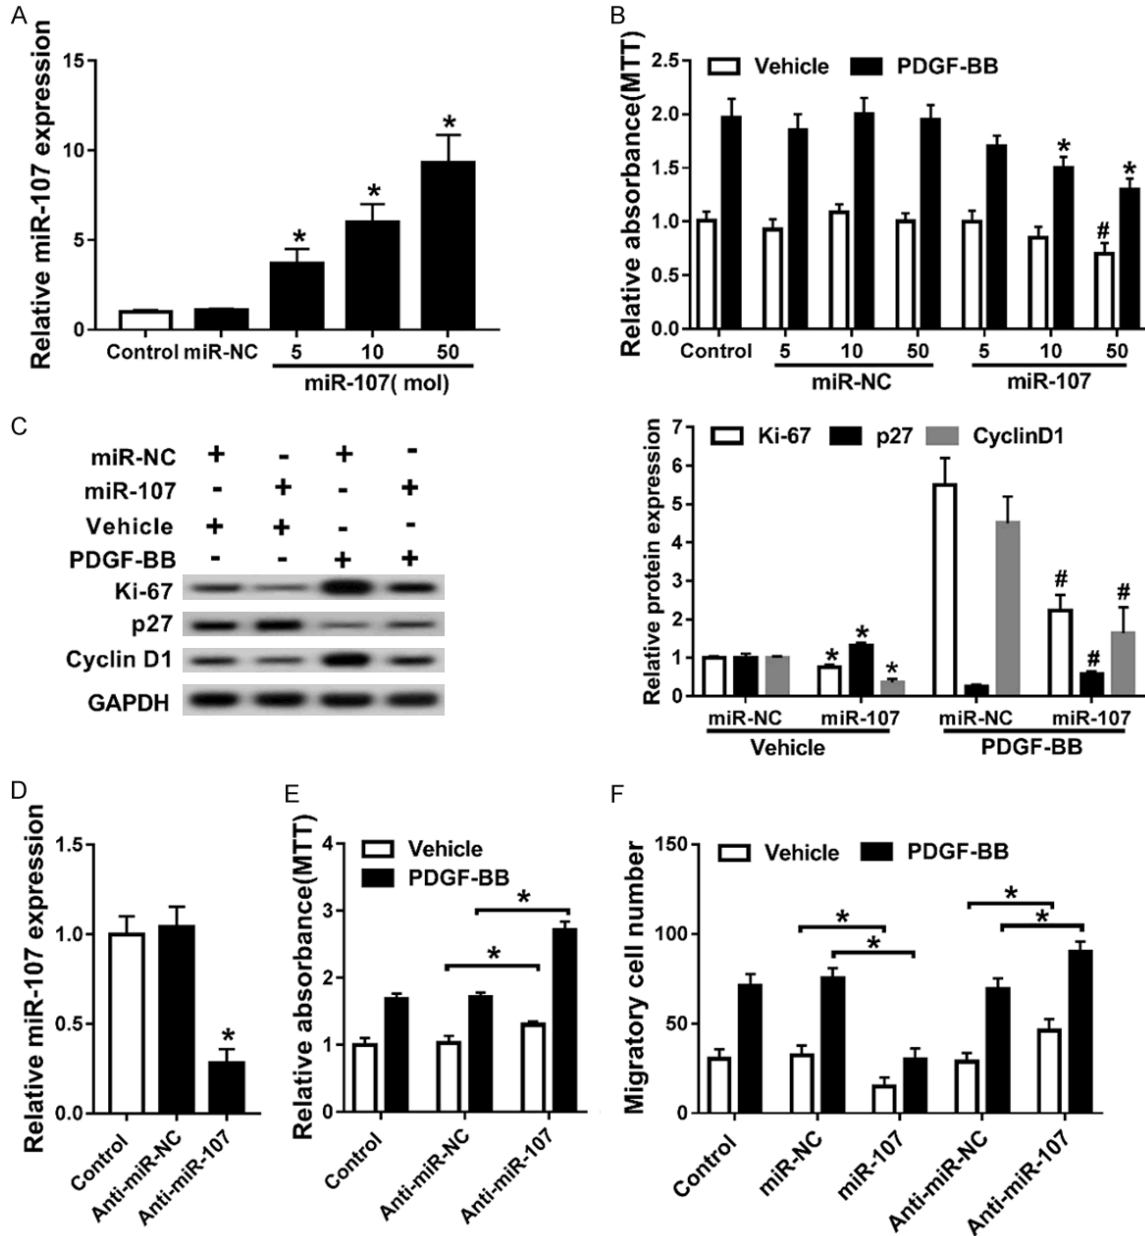 A
Relative miR-107 expression
15
10
5
0
*
*
*
Control miR-NC 5 10 50
miR-107( mol)
B
Relative absorbance(MTT)
Vehicle PDGF-BB
2.5
2.0
1.5
1.0
0.5
0.0
*
*
#
Control 5 10 50 5 10 50
miR-NC miR-107
C
miR-NC + - + -
miR-107 - + - +
Vehicle + + - -
PDGF-BB - - + +
Ki-67
p27
Cyclin D1
GAPDH
Relative protein expression
Ki-67 p27 CyclinD1
7
6
5
4
3
2
1
0
* * *
# # #
miR-NC miR-107 miR-NC miR-107
Vehicle PDGF-BB
D
Relative miR-107 expression
1.5
1.0
0.5
0.0
*
Control Anti-miR-NC Anti-miR-107
E
Relative absorbance(MTT)
Vehicle
PDGF-BB
4
3
2
1
0
*
*
Control Anti-miR-NC Anti-miR-107
F
Migratory cell number
Vehicle PDGF-BB
150
100
50
0
*
*
*
*
Control miR-NC miR-107 Anti-miR-NC Anti-miR-107